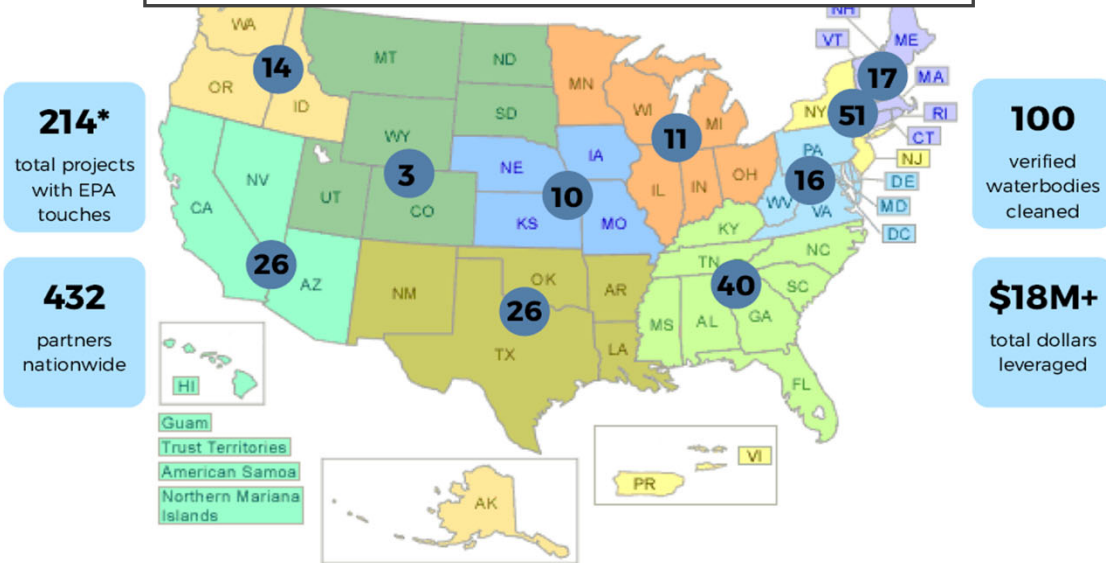 NH
WA
VT
ME
MT
ND
14
17
MA
OR
MN
ID
WI
214*
SD
MI
NY
51
RI
100
total projects
with EPA
touches
WY
11
CT
verified
waterbodies
cleaned
NE
IA
PA
NJ
3
OH
NV
IL
IN
16
DE
UT
10
WV
MD
CA
CO
KS
MO
VA
KY
DC
NC
TN
26
OK
40
AZ
NM
AR
SC
432
$18M+
26
GA
MS
AL
partners
nationwide
total dollars
leveraged
TX
LA
HI
FL
Guam
Trust Territories
American Samoa
VI
PR
Northern Mariana
Islands
AK